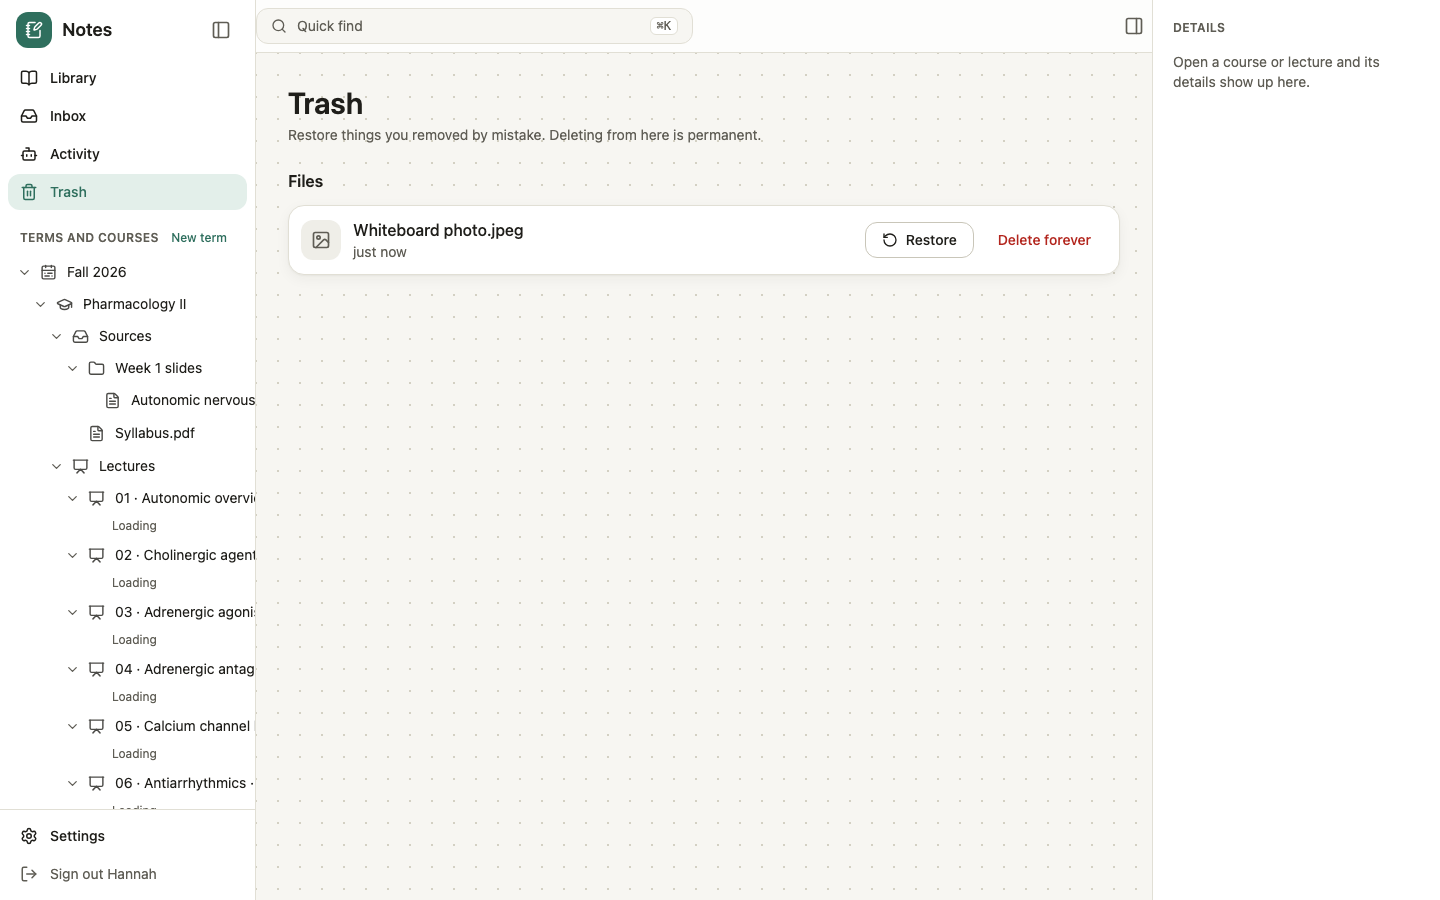 Notes
Library
Inbox
Activity
Trash
TERMS AND COURSES New term
Fall 2026
Pharmacology II
Sources
Week 1 slides
Autonomic nervous
Syllabus.pdf
Lectures
01 · Autonomic overvi
Loading
02 · Cholinergic agent
Loading
03 · Adrenergic agonis
Loading
04 · Adrenergic antag
Loading
05 · Calcium channel
Loading
06 · Antiarrhythmics ·
Loading
Settings
Sign out Hannah
Quick find ⌘K
Trash
Restore things you removed by mistake. Deleting from here is permanent.
Files
Whiteboard photo.jpeg
just now
Restore
Delete forever
DETAILS
Open a course or lecture and its
details show up here.